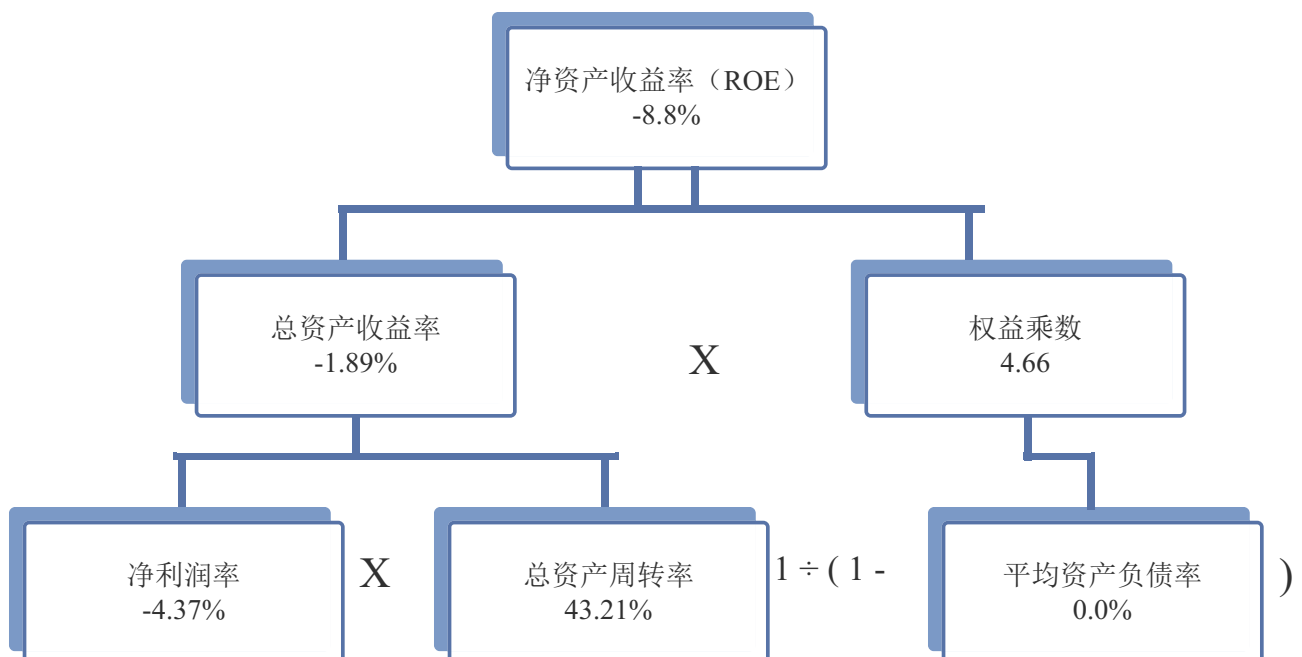 净资产收益率（ROE）
-8.8%
总资产收益率
-1.89%
X
权益乘数
4.66
净利润率
-4.37%
X
总资产周转率
43.21%
1 ÷ ( 1 -
平均资产负债率
0.0%
)